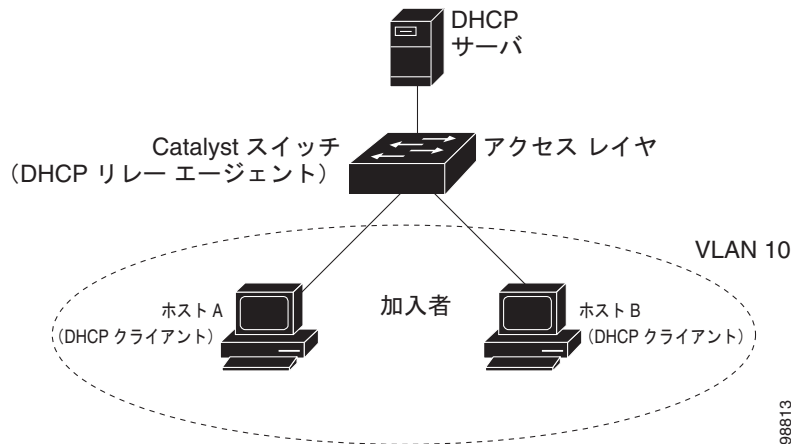 DHCP
サーバ
Catalyst スイッチ
(DHCP リレー エージェント)
アクセス レイヤ
VLAN 10
ホスト A
(DHCP クライアント)
加入者
ホスト B
(DHCP クライアント)
98813